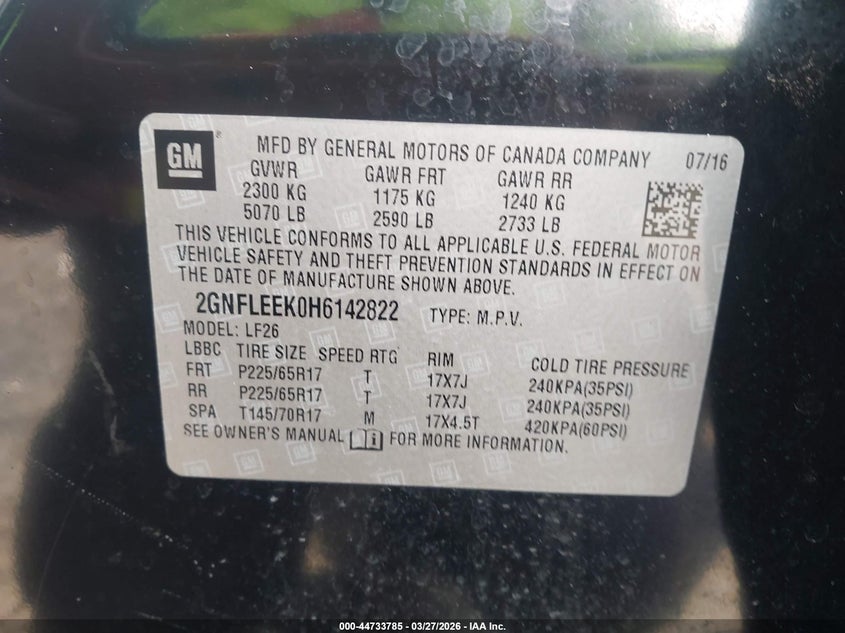 GM
MFD BY GENERAL MOTORS OF CANADA COMPANY 07/16
GVWR GAWR FRT GAWR RR
2300 KG 1175 KG 1240 KG
5070 LB 2590 LB 2733 LB
THIS VEHICLE CONFORMS TO ALL APPLICABLE U.S. FEDERAL MOTOR
VEHICLE SAFETY AND THEFT PREVENTION STANDARDS IN EFFECT ON
THE DATE OF MANUFACTURE SHOWN ABOVE.
2GNFLEEK0H6142822 TYPE: M.P.V.
MODEL: LF26
LBBC TIRE SIZE SPEED RTG RIM COLD TIRE PRESSURE
FRT P225/65R17 T 17X7J 240KPA(35PSI)
RR P225/65R17 T 17X7J 240KPA(35PSI)
SPA T145/70R17 M 17X4.5T 420KPA(60PSI)
SEE OWNER'S MANUAL FOR MORE INFORMATION.
000-44733785 - 03/27/2026 - IAA Inc.